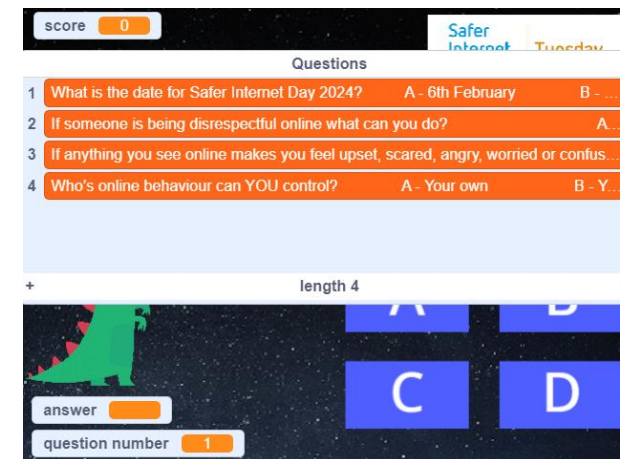 score 0
Safer
Internet Tuesday
Questions
1 What is the date for Safer Internet Day 2024? A - 6th February B - ...
2 If someone is being disrespectful online what can you do? A...
3 If anything you see online makes you feel upset, scared, angry, worried or confus...
4 Who's online behaviour can YOU control? A - Your own B - Y...
+ length 4
A D
C D
answer
question number 1